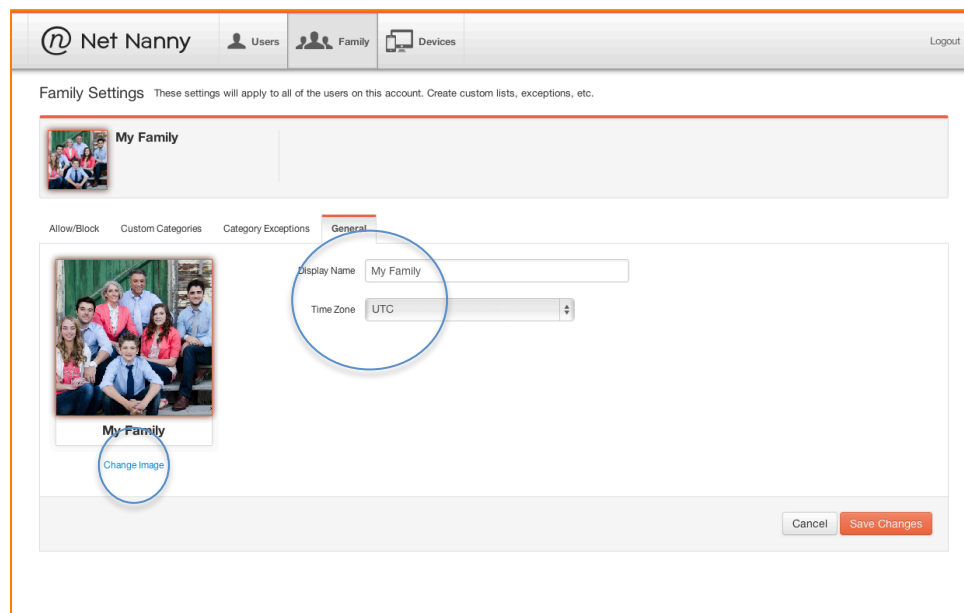 Net Nanny
Users
Family
Devices
Logout
Family Settings These settings will apply to all of the users on this account. Create custom lists, exceptions, etc.
My Family
Allow/Block Custom Categories Category Exceptions General
Display Name My Family
Time Zone UTC
My Family
Change Image
Cancel Save Changes